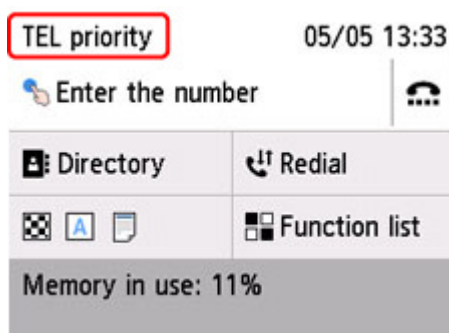 TEL priority 05/05 13:33
Enter the number
Directory Redial
A Function list
Memory in use: 11%